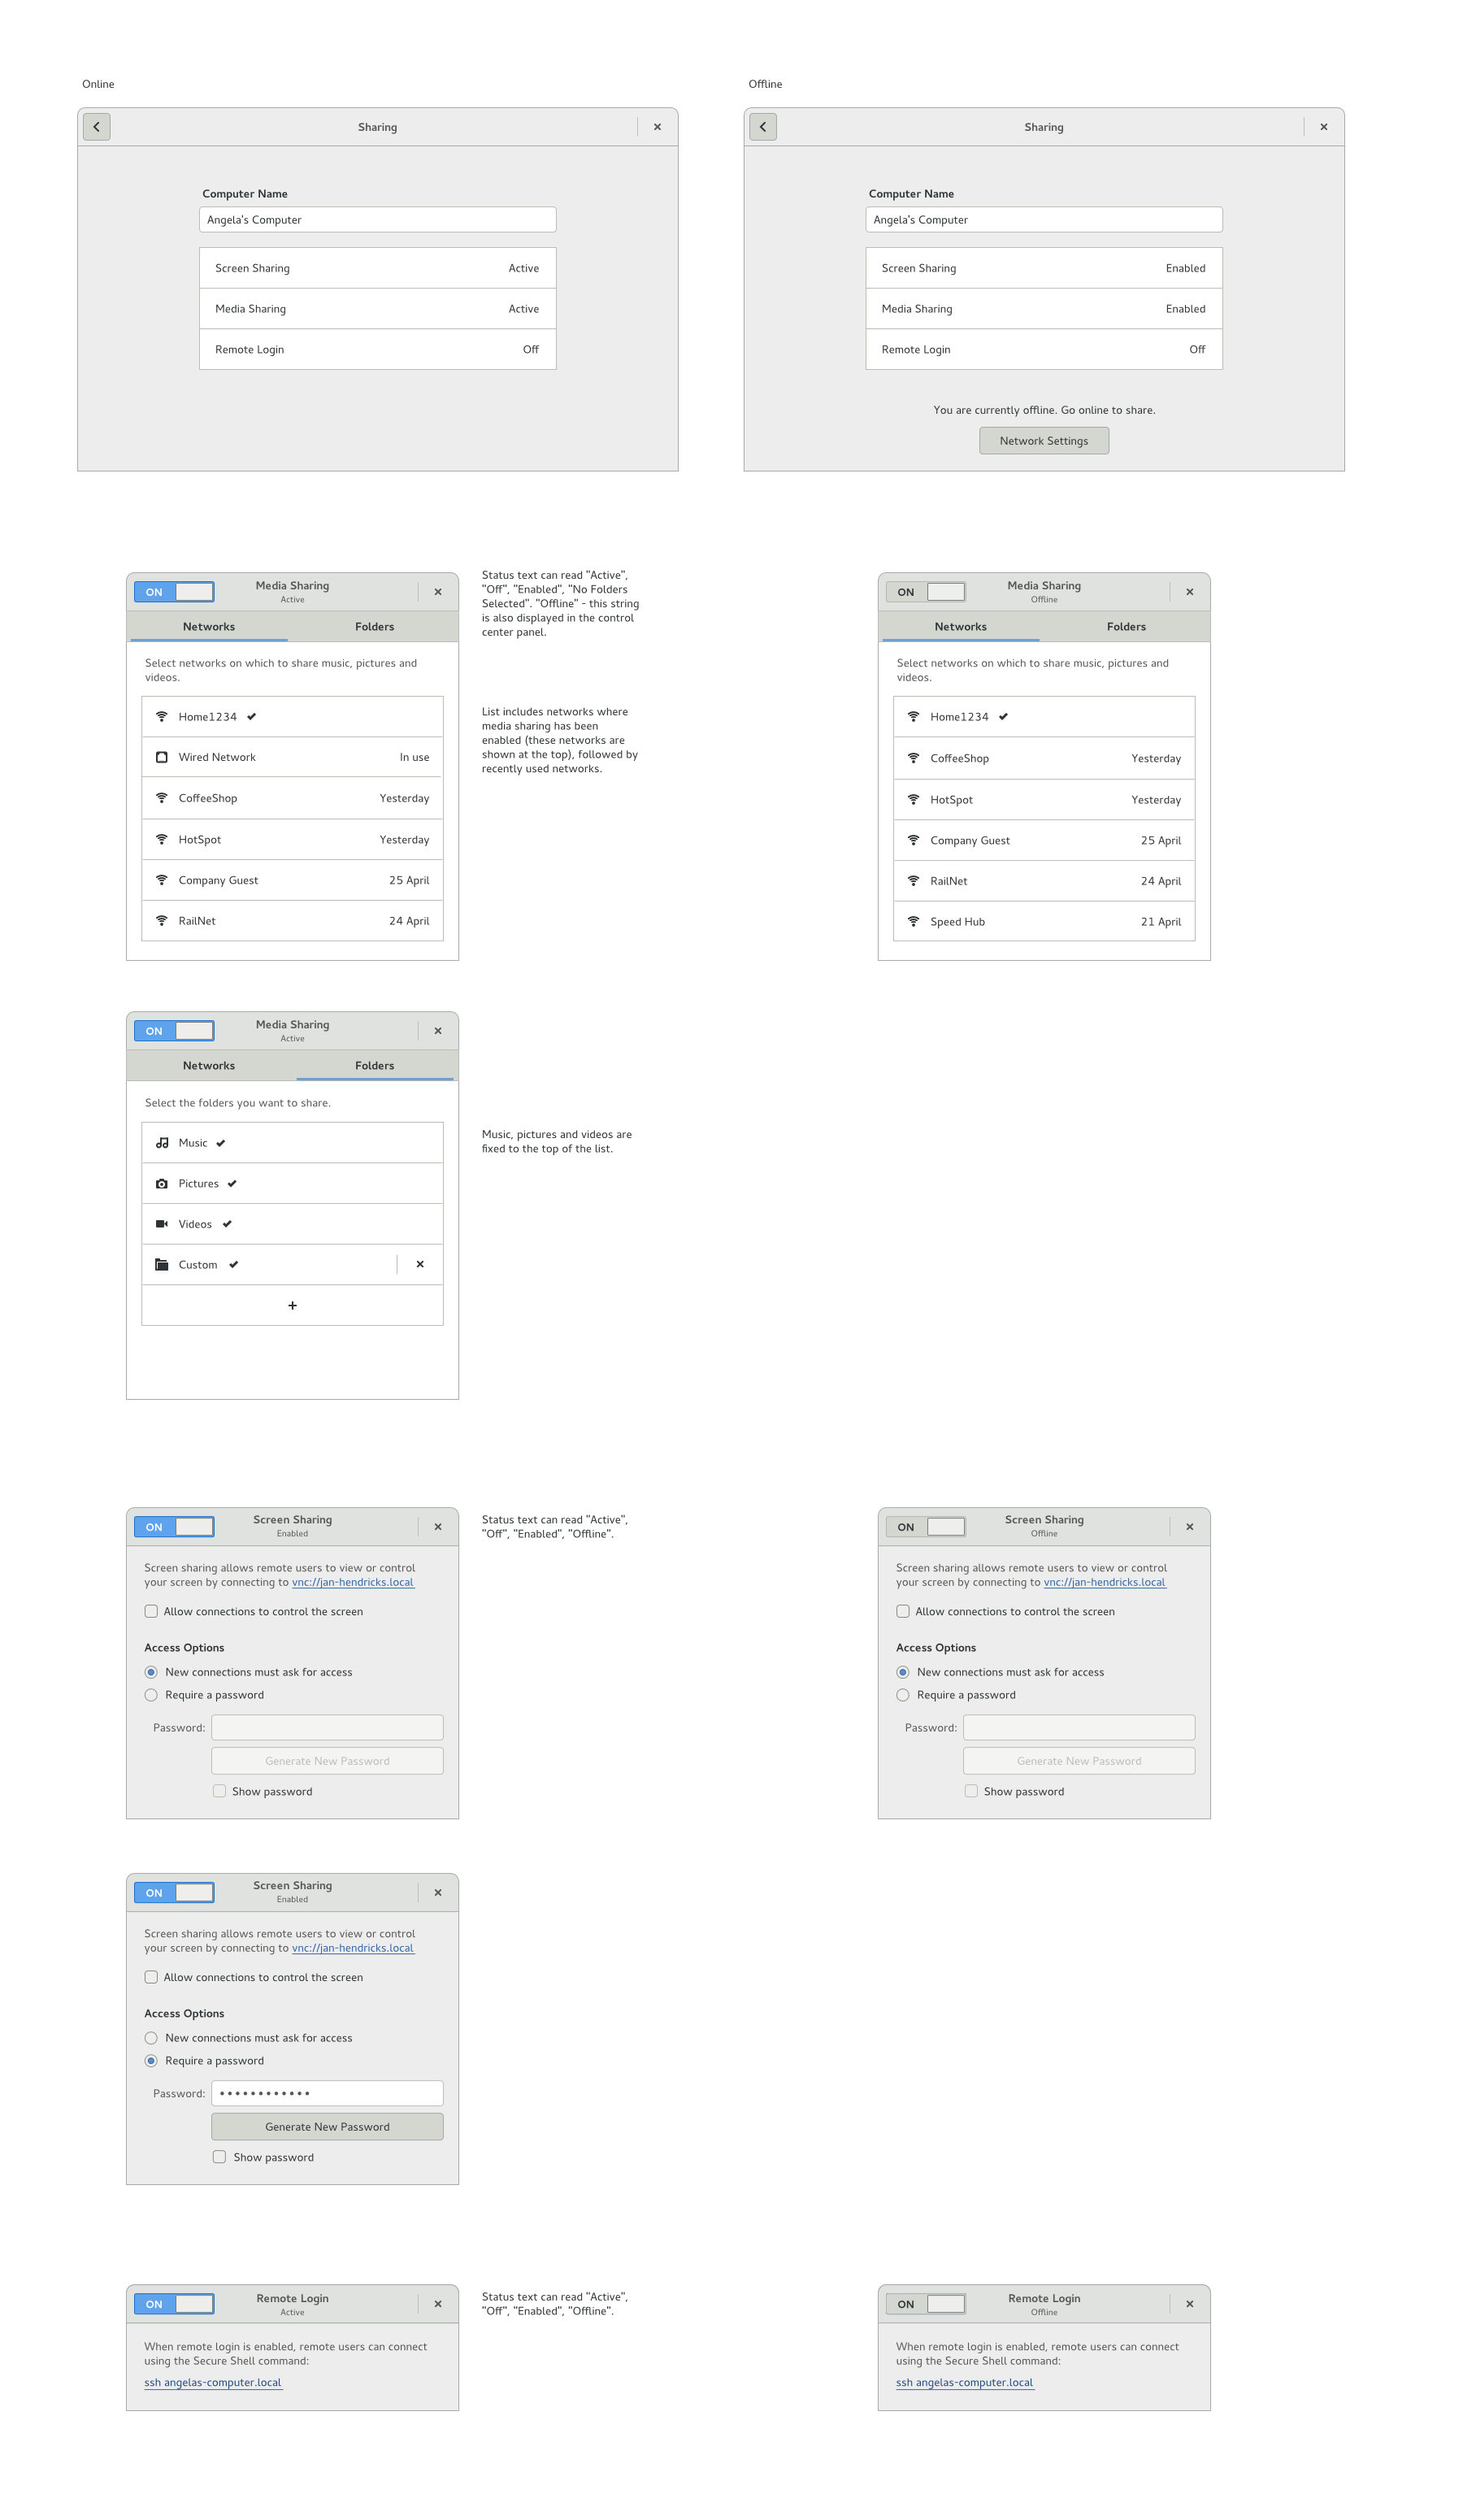 Online
Sharing
Computer Name
Angela's Computer
Screen Sharing Active
Media Sharing Active
Remote Login Off
Offline
Sharing
Computer Name
Angela's Computer
Screen Sharing Enabled
Media Sharing Enabled
Remote Login Off
You are currently offline. Go online to share.
Network Settings
ON Media Sharing
Active
Networks Folders
Select networks on which to share music, pictures and
videos.
Home1234
Wired Network In use
CoffeeShop Yesterday
HotSpot Yesterday
Company Guest 25 April
RailNet 24 April
Status text can read "Active",
"Off", "Enabled", "No Folders
Selected". "Offline" - this string
is also displayed in the control
center panel.
List includes networks where
media sharing has been
enabled (these networks are
shown at the top), followed by
recently used networks.
ON Media Sharing
Offline
Networks Folders
Select networks on which to share music, pictures and
videos.
Home1234
CoffeeShop Yesterday
HotSpot Yesterday
Company Guest 25 April
RailNet 24 April
Speed Hub 21 April
ON Media Sharing
Active
Networks Folders
Select the folders you want to share.
Music
Pictures
Videos
Custom
Music, pictures and videos are
fixed to the top of the list.
ON Screen Sharing
Enabled
Screen sharing allows remote users to view or control
your screen by connecting to vnc://jan-hendricks.local
Allow connections to control the screen
Access Options
New connections must ask for access
Require a password
Password:
Generate New Password
Show password
Status text can read "Active",
"Off", "Enabled", "Offline".
ON Screen Sharing
Offline
Screen sharing allows remote users to view or control
your screen by connecting to vnc://jan-hendricks.local
Allow connections to control the screen
Access Options
New connections must ask for access
Require a password
Password:
Generate New Password
Show password
ON Screen Sharing
Enabled
Screen sharing allows remote users to view or control
your screen by connecting to vnc://jan-hendricks.local
Allow connections to control the screen
Access Options
New connections must ask for access
Require a password
Password: ••••••••••••
Generate New Password
Show password
ON Remote Login
Active
When remote login is enabled, remote users can connect
using the Secure Shell command:
ssh angelas-computer.local
Status text can read "Active",
"Off", "Enabled", "Offline".
ON Remote Login
Offline
When remote login is enabled, remote users can connect
using the Secure Shell command:
ssh angelas-computer.local